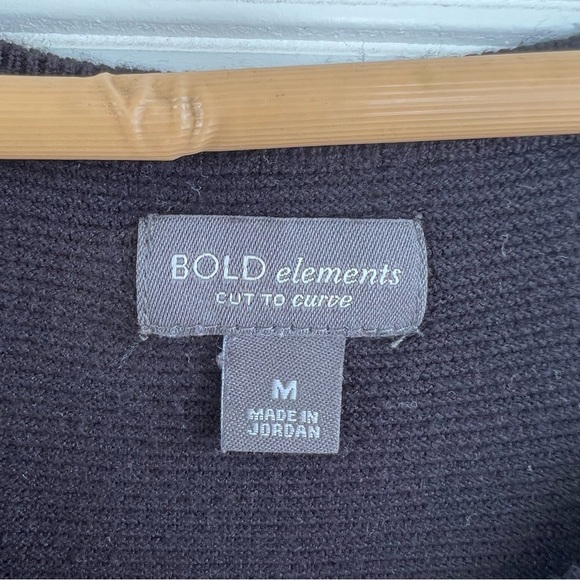 BOLD elements
CUT TO curve
M
MADE IN
JORDAN